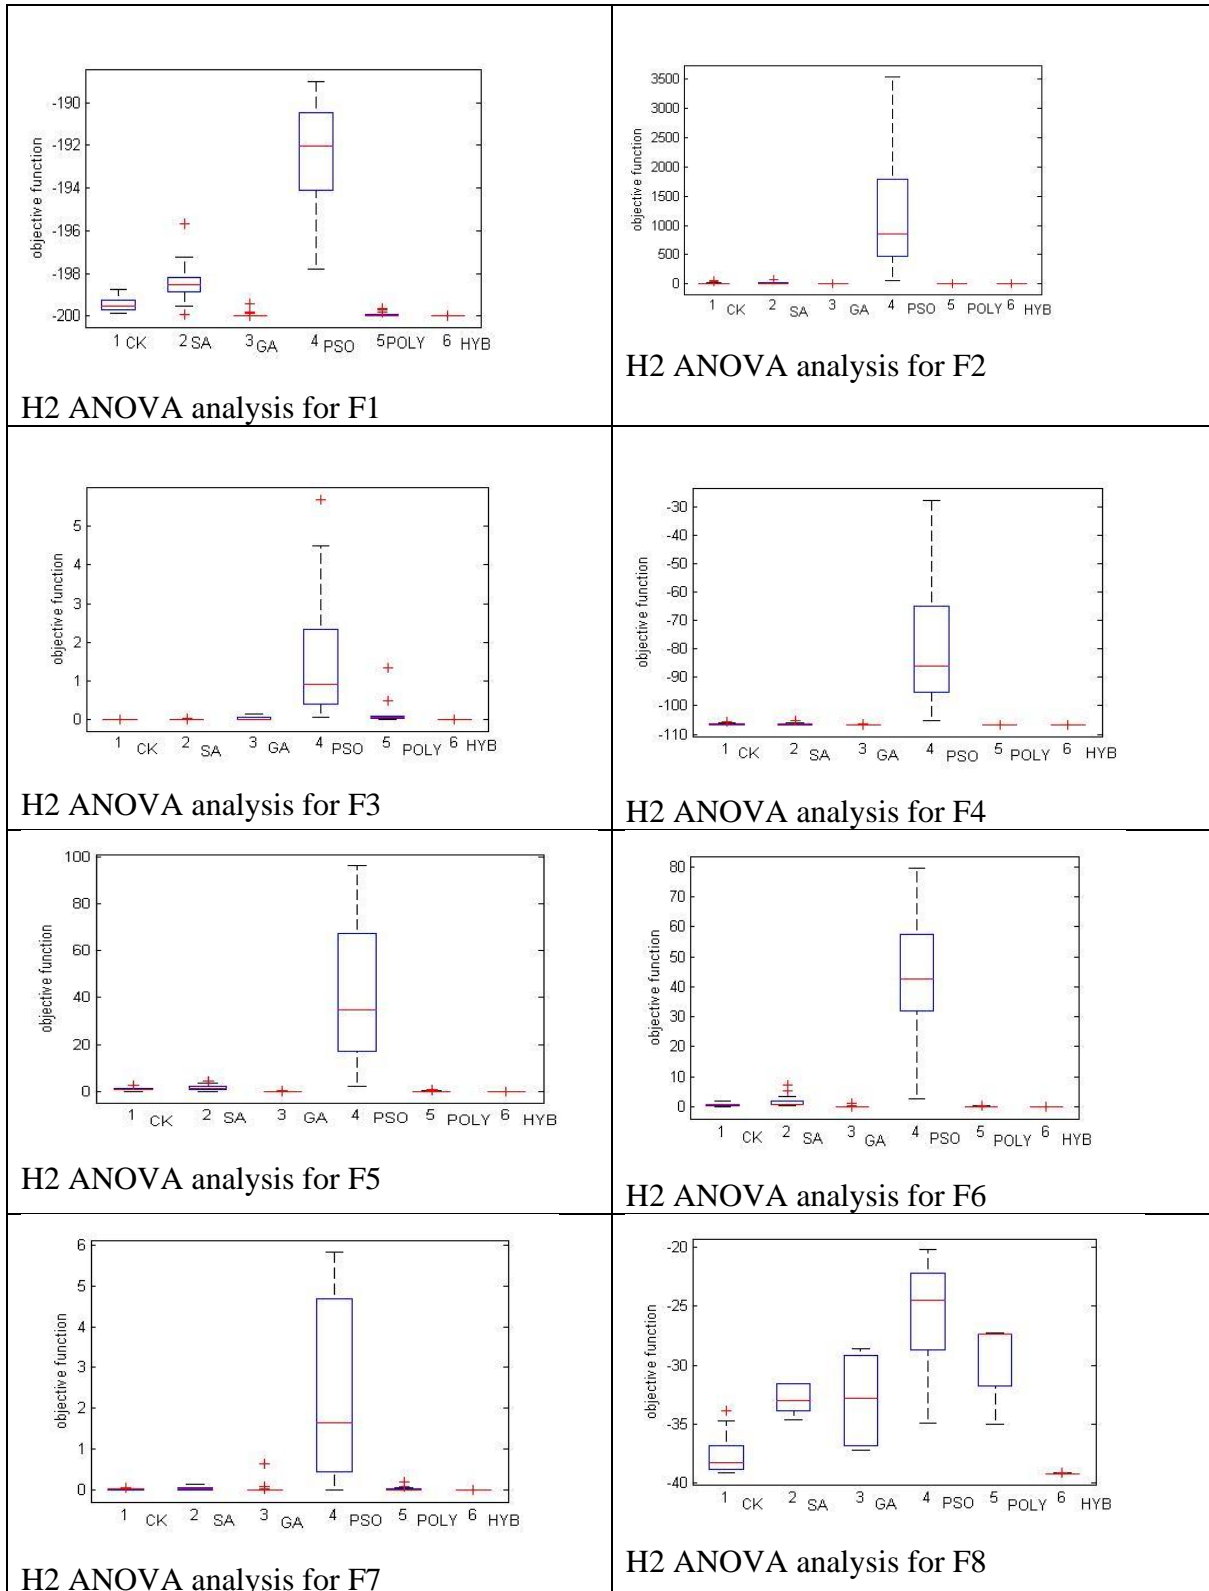 -190
-192
-194
-196
-198
-200
objective function
1 CK 2 SA 3 GA 4 PSO 5 POLY 6 HYB
H2 ANOVA analysis for F1
3500
3000
2500
2000
1500
1000
500
0
objective function
1 CK 2 SA 3 GA 4 PSO 5 POLY 6 HYB
H2 ANOVA analysis for F2
5
4
3
2
1
0
objective function
1 CK 2 SA 3 GA 4 PSO 5 POLY 6 HYB
H2 ANOVA analysis for F3
-30
-40
-50
-60
-70
-80
-90
-100
-110
objective function
1 CK 2 SA 3 GA 4 PSO 5 POLY 6 HYB
H2 ANOVA analysis for F4
100
80
60
40
20
0
objective function
1 CK 2 SA 3 GA 4 PSO 5 POLY 6 HYB
H2 ANOVA analysis for F5
80
70
60
50
40
30
20
10
0
objective function
1 CK 2 SA 3 GA 4 PSO 5 POLY 6 HYB
H2 ANOVA analysis for F6
6
5
4
3
2
1
0
objective function
1 CK 2 SA 3 GA 4 PSO 5 POLY 6 HYB
H2 ANOVA analysis for F7
-20
-25
-30
-35
-40
objective function
1 CK 2 SA 3 GA 4 PSO 5 POLY 6 HYB
H2 ANOVA analysis for F8